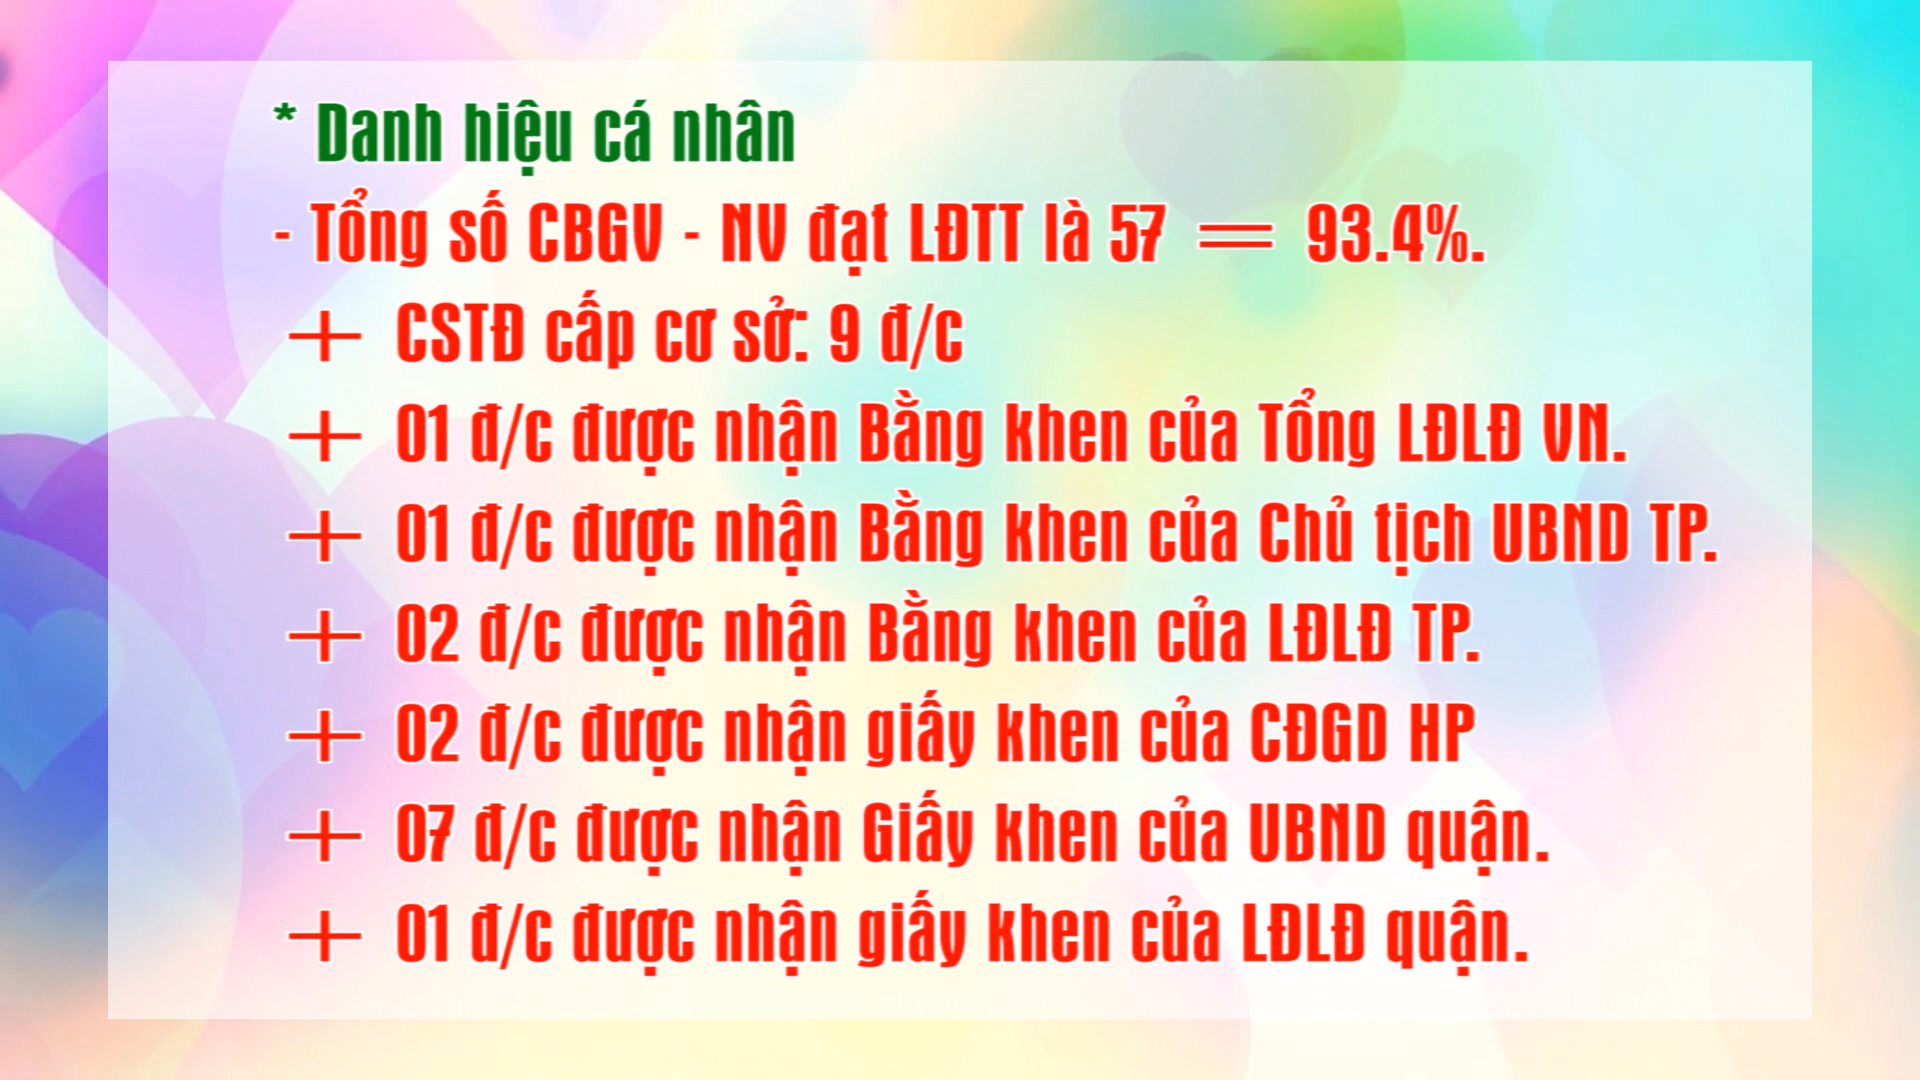 * Danh hiệu cá nhân
- Tổng số CBGV - NV đạt LĐTT là 57 = 93.4%.
+ CSTĐ cấp cơ sở: 9 đ/c
+ 01 đ/c được nhận Bằng khen của Tổng LĐLĐ VN.
+ 01 đ/c được nhận Bằng khen của Chủ tịch UBND TP.
+ 02 đ/c được nhận Bằng khen của LĐLĐ TP.
+ 02 đ/c được nhận giấy khen của CĐGD HP
+ 07 đ/c được nhận Giấy khen của UBND quận.
+ 01 đ/c được nhận giấy khen của LĐLĐ quận.